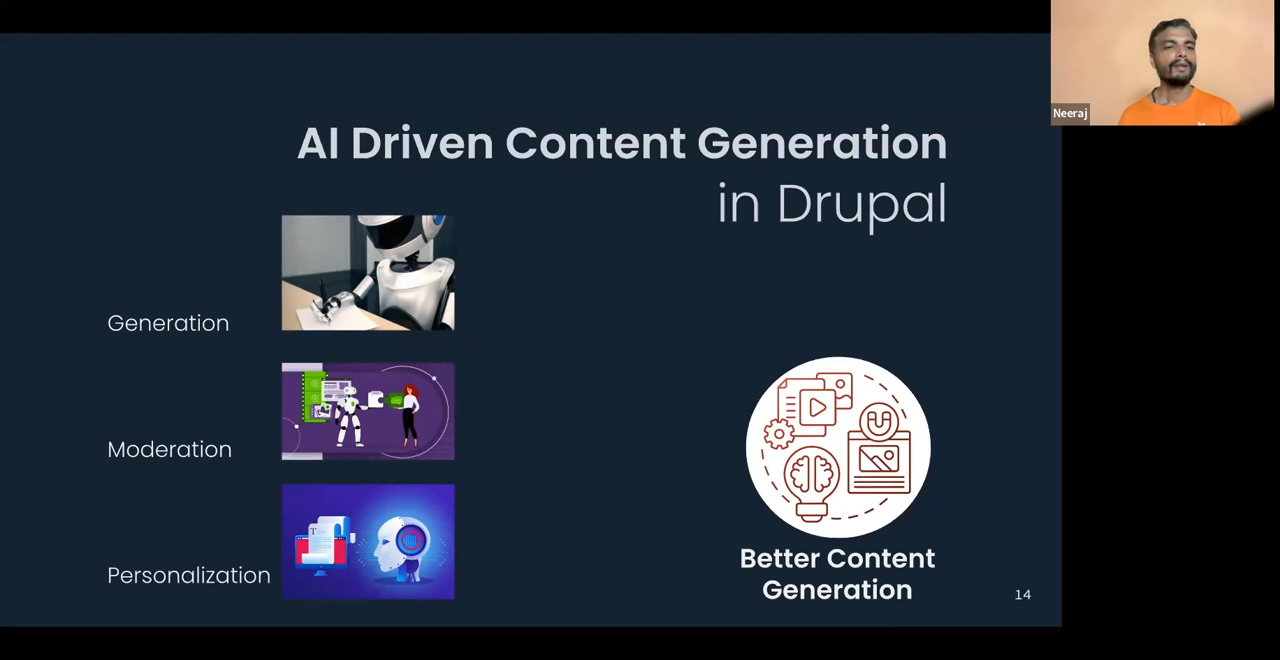 Neeraj
AI Driven Content Generation
in Drupal
Generation
Moderation
Personalization
T
Better Content
Generation
14